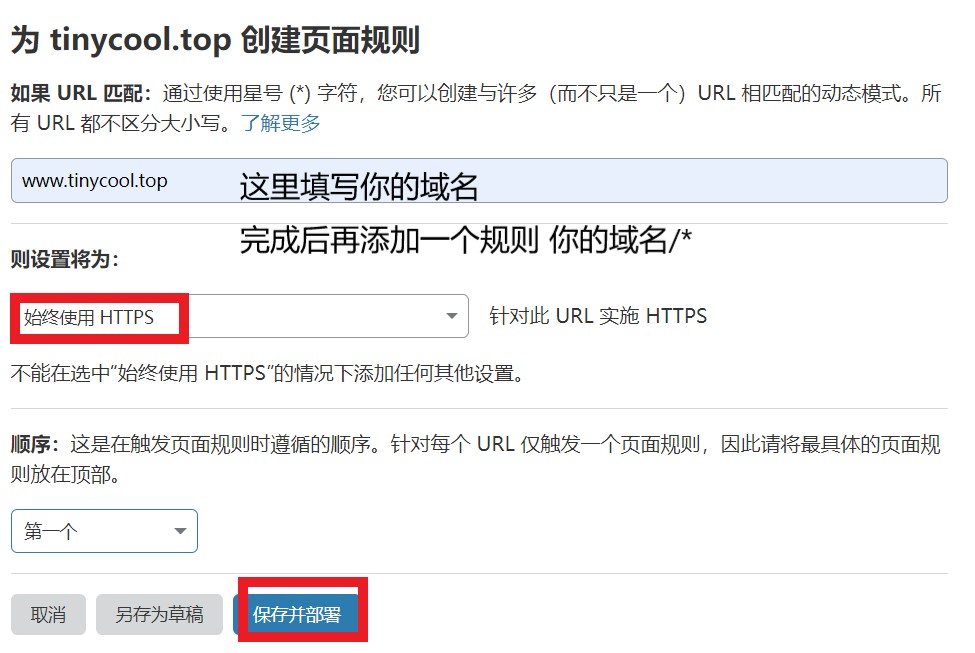 为 tinycool.top 创建页面规则
如果 URL 匹配：通过使用星号 (*) 字符，您可以创建与许多（而不只是一个）URL 相匹配的动态模式。所
有 URL 都不区分大小写。了解更多
www.tinycool.top 这里填写你的域名
完成后再添加一个规则 你的域名/*
则设置将为：
始终使用 HTTPS 针对此 URL 实施 HTTPS
不能在选中“始终使用 HTTPS”的情况下添加任何其他设置。
顺序：这是在触发页面规则时遵循的顺序。针对每个 URL 仅触发一个页面规则，因此请将最具体的页面规
则放在顶部。
第一个
取消 另存为草稿 保存并部署